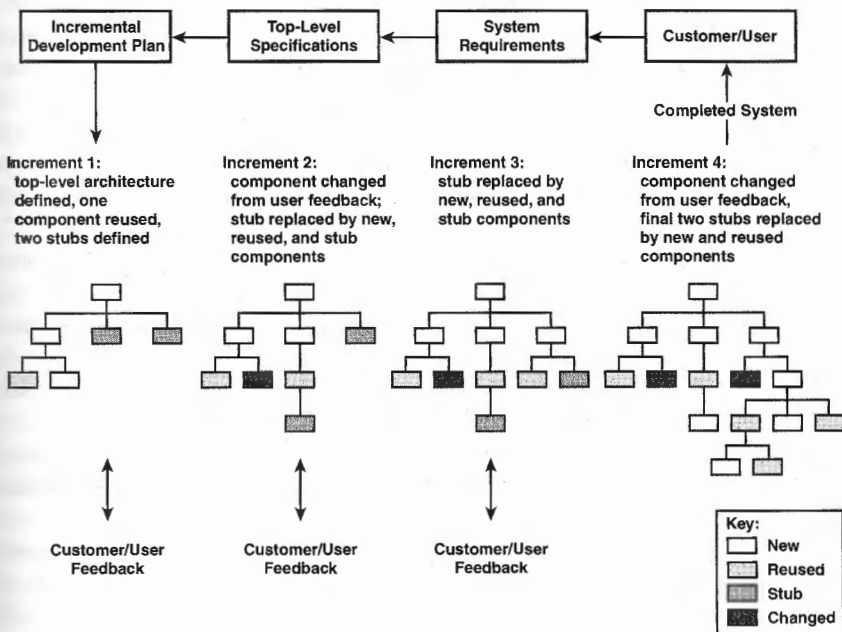 Incremental
Development Plan
Top-Level
Specifications
System
Requirements
Customer/User
Completed System
Increment 1:
top-level architecture
defined, one
component reused,
two stubs defined
Increment 2:
component changed
from user feedback;
stub replaced by new,
reused, and stub
components
Increment 3:
stub replaced by
new, reused, and
stub components
Increment 4:
component changed
from user feedback,
final two stubs replaced
by new and reused
components
Customer/User
Feedback
Customer/User
Feedback
Customer/User
Feedback
Key:
New
Reused
Stub
Changed